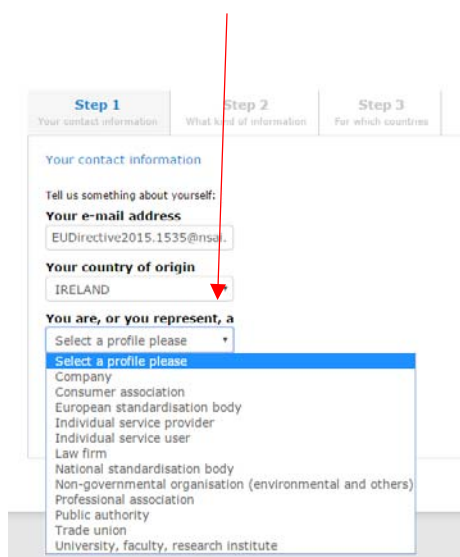 Step 1
Your contact information
Step 2
What kind of information
Step 3
For which countries
Your contact information
Tell us something about yourself:
Your e-mail address
EUDirective2015.1535@nsai.
Your country of origin
IRELAND
You are, or you represent, a
Select a profile please
Select a profile please
Company
Consumer association
European standardisation body
Individual service provider
Individual service user
Law firm
National standardisation body
Non-governmental organisation (environmental and others)
Professional association
Public authority
Trade union
University, faculty, research institute